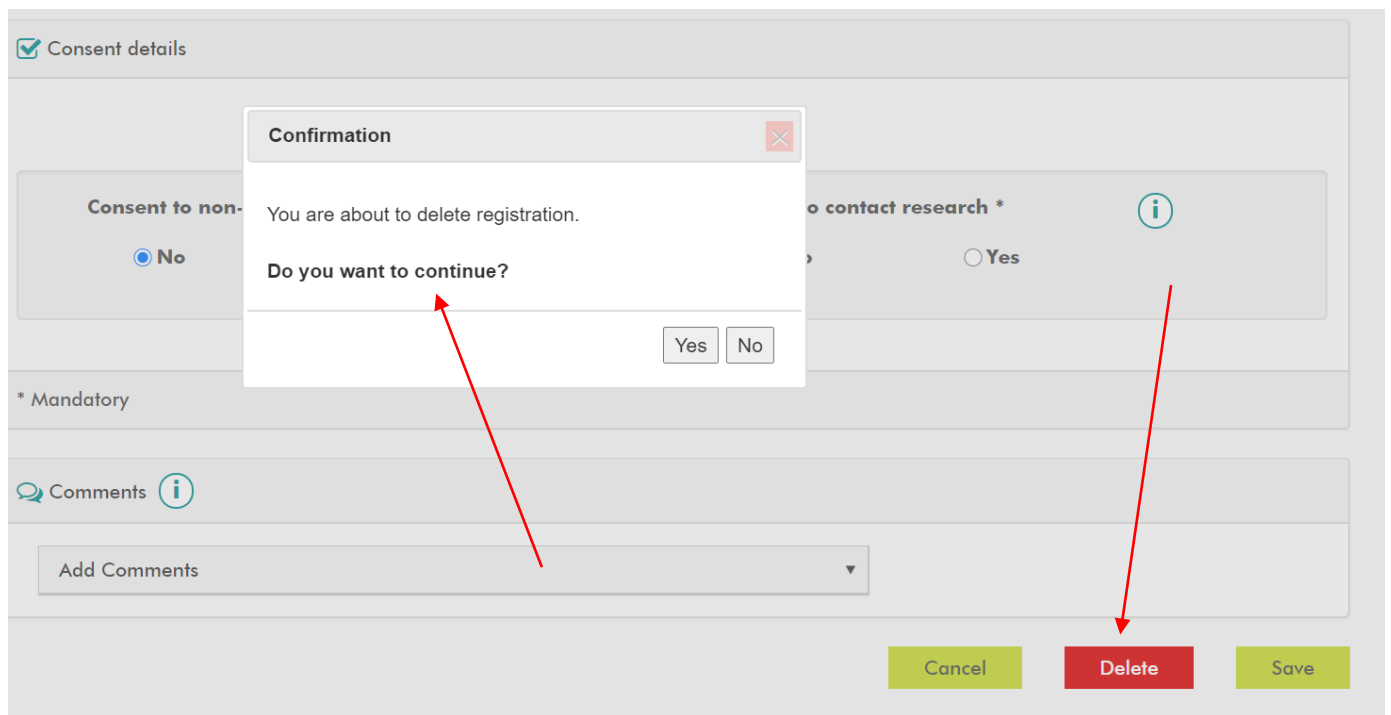 Consent details
Confirmation
You are about to delete registration.
Do you want to continue?
Yes No
Consent to non-
contact research *
No
Yes
* Mandatory
Comments
Add Comments
Cancel Delete Save